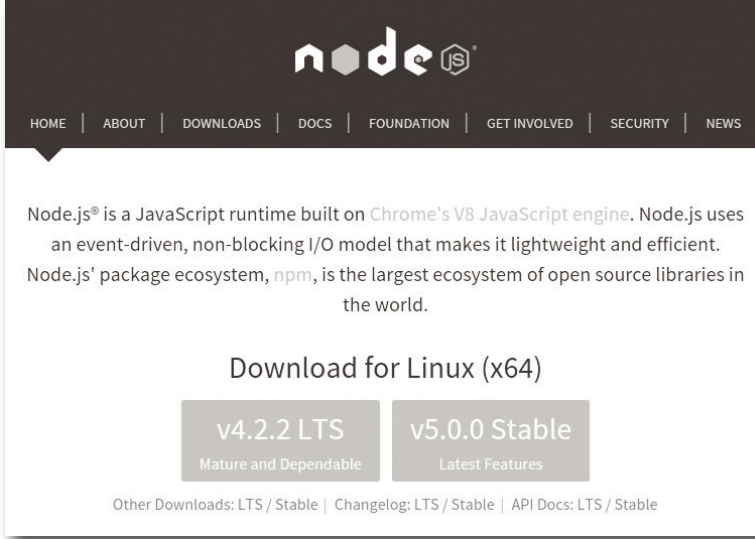 node JS
HOME | ABOUT | DOWNLOADS | DOCS | FOUNDATION | GET INVOLVED | SECURITY | NEWS
Node.js® is a JavaScript runtime built on Chrome's V8 JavaScript engine. Node.js uses
an event-driven, non-blocking I/O model that makes it lightweight and efficient.
Node.js' package ecosystem, npm, is the largest ecosystem of open source libraries in
the world.
Download for Linux (x64)
v4.2.2 LTS v5.0.0 Stable
Mature and Dependable Latest Features
Other Downloads: LTS / Stable | Changelog: LTS / Stable | API Docs: LTS / Stable